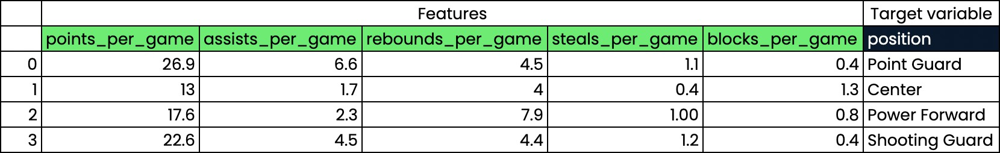 Features Target variable
points_per_game assists_per_game rebounds_per_game steals_per_game blocks_per_game position
0 26.9 6.6 4.5 1.1 0.4 Point Guard
1 13 1.7 4 0.4 1.3 Center
2 17.6 2.3 7.9 1.00 0.8 Power Forward
3 22.6 4.5 4.4 1.2 0.4 Shooting Guard